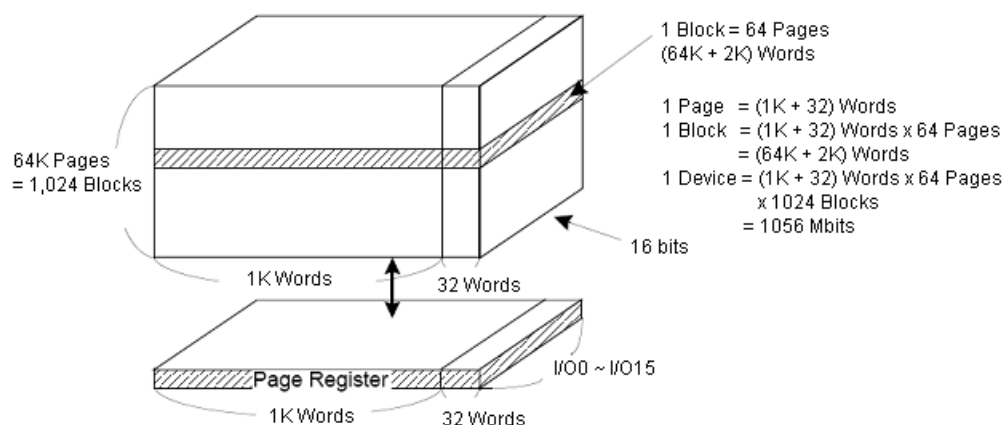 1 Block = 64 Pages
(64K + 2K) Words
1 Page = (1K + 32) Words
1 Block = (1K + 32) Words x 64 Pages
= (64K + 2K) Words
1 Device = (1K + 32) Words x 64 Pages
x 1024 Blocks
= 1056 Mbits
64K Pages
= 1,024 Blocks
16 bits
1K Words
32 Words
I/O0 ~ I/O15
Page Register
1K Words
32 Words